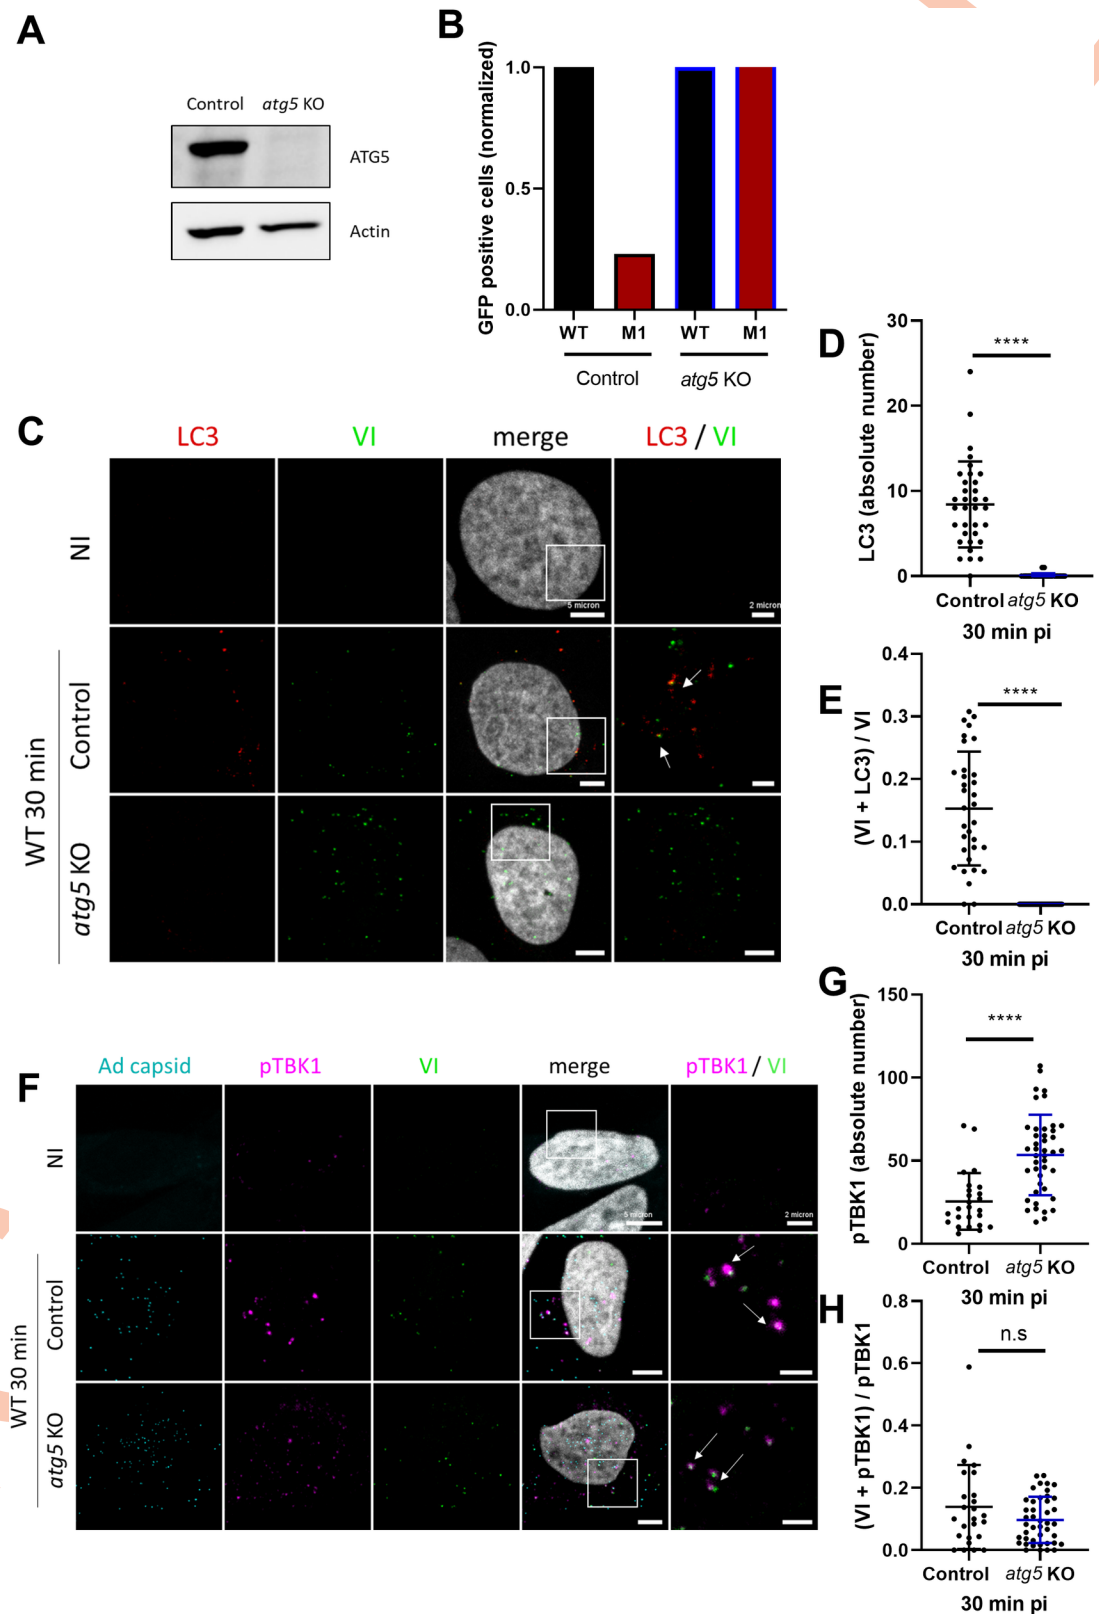 A
Control atg5 KO
ATG5
Actin
B
GFP positive cells (normalized)
1.0
0.5
0.0
WT M1 WT M1
Control atg5 KO
C
LC3 VI merge LC3 / VI
NI
5 micron
2 micron
WT 30 min
Control
atg5 KO
D
LC3 (absolute number)
30
20
10
0
****
Control atg5 KO
30 min pi
E
(VI + LC3) / VI
0.4
0.3
0.2
0.1
0.0
****
Control atg5 KO
30 min pi
F
Ad capsid pTBK1 VI merge pTBK1 / VI
NI
5 micron
2 micron
WT 30 min
Control
atg5 KO
G
pTBK1 (absolute number)
150
100
50
0
****
Control atg5 KO
30 min pi
H
(VI + pTBK1) / pTBK1
0.8
0.6
0.4
0.2
0.0
n.s
Control atg5 KO
30 min pi